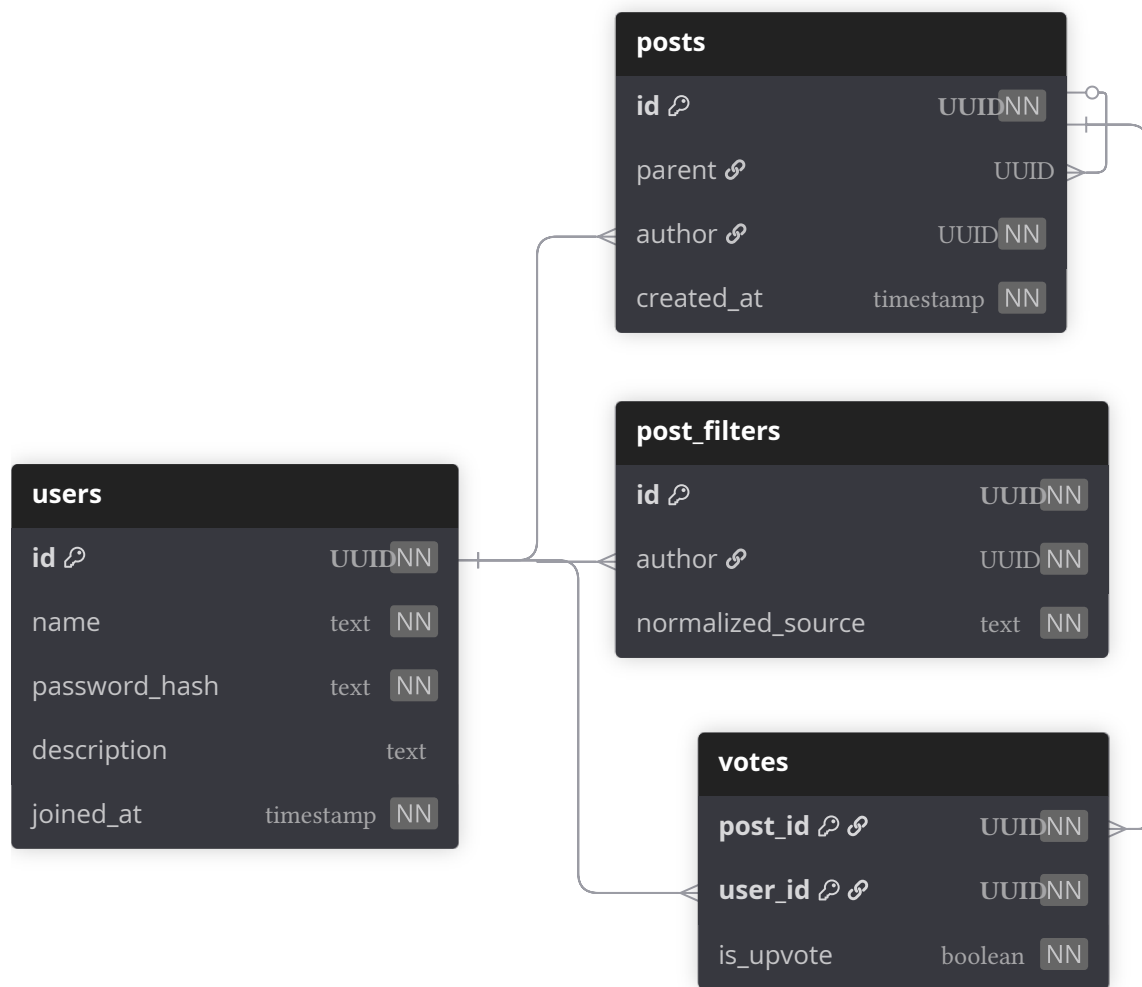 posts
id UUID NN
parent UUID
author UUID NN
created_at timestamp NN
post_filters
id UUID NN
author UUID NN
normalized_source text NN
users
id UUID NN
name text NN
password_hash text NN
description text
joined_at timestamp NN
votes
post_id UUID NN
user_id UUID NN
is_upvote boolean NN